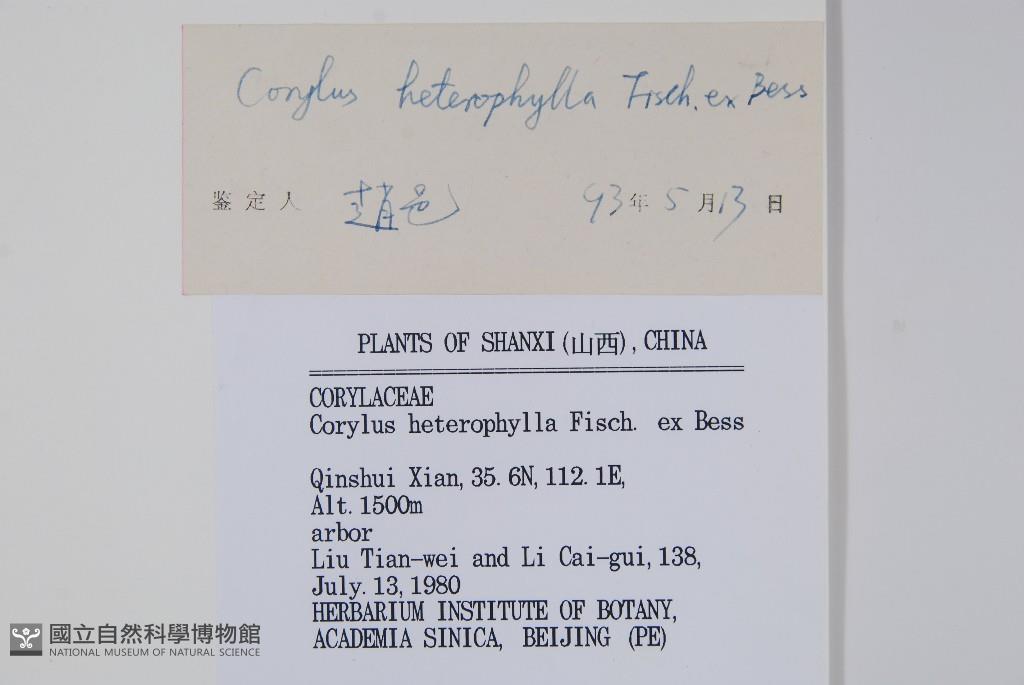 Corylus heterophylla Fisch. ex Bess
鉴定人 趙邑 93年5月13日
PLANTS OF SHANXI(山西), CHINA
CORYLACEAE
Corylus heterophylla Fisch. ex Bess
Qinshui Xian, 35.6N, 112.1E,
Alt. 1500m
arbor
Liu Tian-wei and Li Cai-gui, 138,
July. 13, 1980
HERBARIUM INSTITUTE OF BOTANY,
ACADEMIA SINICA, BEIJING (PE)
國立自然科學博物館
NATIONAL MUSEUM OF NATURAL SCIENCE